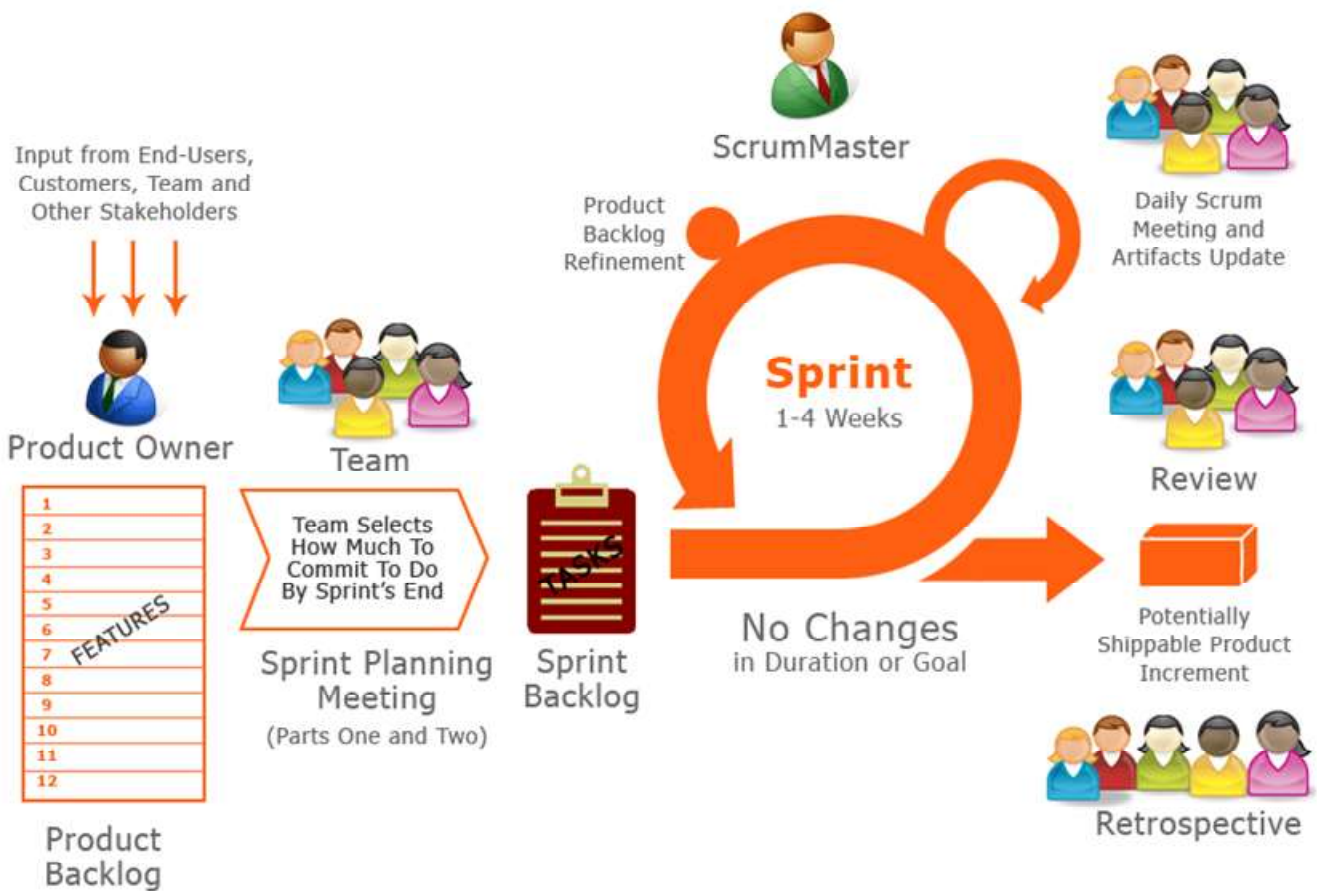 Input from End-Users,
Customers, Team and
Other Stakeholders
Product Owner
1
2
3
4
5
6
7
8
9
10
11
12
FEATURES
Product
Backlog
Team
Team Selects
How Much To
Commit To Do
By Sprint's End
Sprint Planning
Meeting
(Parts One and Two)
TASKS
Sprint
Backlog
ScrumMaster
Product
Backlog
Refinement
Sprint
1-4 Weeks
No Changes
in Duration or Goal
Daily Scrum
Meeting and
Artifacts Update
Review
Potentially
Shippable Product
Increment
Retrospective